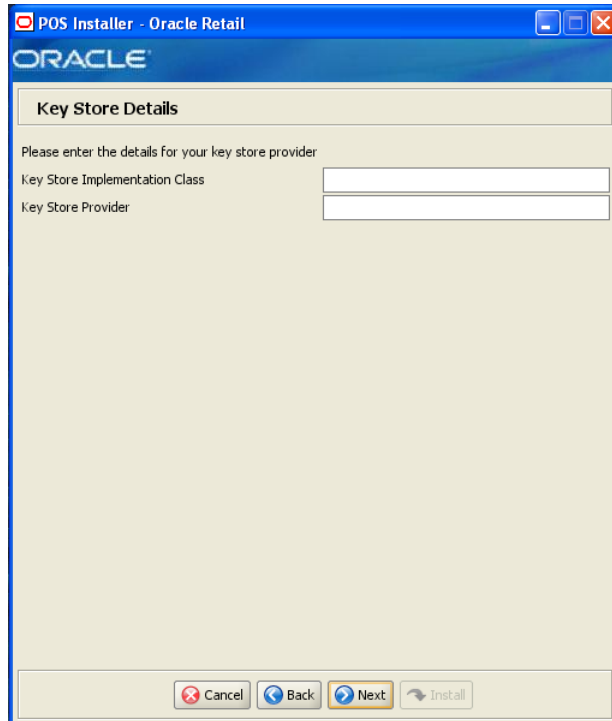 POS Installer - Oracle Retail
ORACLE
Key Store Details
Please enter the details for your key store provider
Key Store Implementation Class
Key Store Provider
Cancel Back Next Install